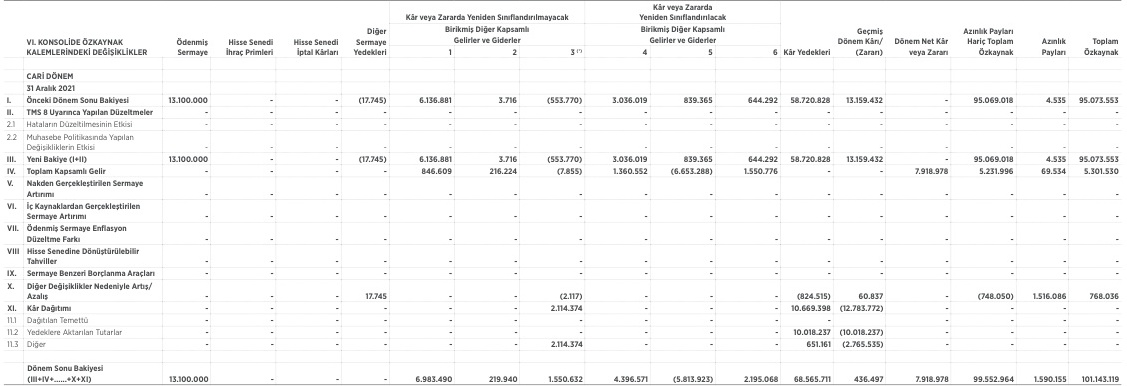 Kâr veya Zararda
Kâr veya Zararda Yeniden Sınıflandırılmayacak Yeniden Sınıflandırılacak
Diğer Birikmiş Diğer Kapsamlı Birikmiş Diğer Kapsamlı Geçmiş Azınlık Payları
VI. KONSOLİDE ÖZKAYNAK Ödenmiş Hisse Senedi Hisse Senedi Sermaye Gelirler ve Giderler Gelirler ve Giderler Dönem Kârı/ Dönem Net Kâr Hariç Toplam Azınlık Toplam
KALEMLERİNDEKİ DEĞİŞİKLİKLER Sermaye İhraç Primleri İptal Kârları Yedekleri 1 2 3 (*) 4 5 6 Kâr Yedekleri (Zararı) veya Zararı Özkaynak Payları Özkaynak
CARİ DÖNEM
31 Aralık 2021
I. Önceki Dönem Sonu Bakiyesi 13.100.000 - - (17.745) 6.136.881 3.716 (553.770) 3.036.019 839.365 644.292 58.720.828 13.159.432 - 95.069.018 4.535 95.073.553
II. TMS 8 Uyarınca Yapılan Düzeltmeler - - - - - - - - - - - - - - - -
2.1 Hataların Düzeltilmesinin Etkisi - - - - - - - - - - - - - - - -
2.2 Muhasebe Politikasında Yapılan
Değişikliklerin Etkisi - - - - - - - - - - - - - - - -
III. Yeni Bakiye (I+II) 13.100.000 - - (17.745) 6.136.881 3.716 (553.770) 3.036.019 839.365 644.292 58.720.828 13.159.432 - 95.069.018 4.535 95.073.553
IV. Toplam Kapsamlı Gelir - - - - 846.609 216.224 (7.855) 1.360.552 (6.653.288) 1.550.776 - - 7.918.978 5.231.996 69.534 5.301.530
V. Nakden Gerçekleştirilen Sermaye
Artırımı - - - - - - - - - - - - - - - -
VI. İç Kaynaklardan Gerçekleştirilen
Sermaye Artırımı - - - - - - - - - - - - - - - -
VII. Ödenmiş Sermaye Enflasyon
Düzeltme Farkı - - - - - - - - - - - - - - - -
VIII Hisse Senedine Dönüştürülebilir
Tahviller - - - - - - - - - - - - - - - -
IX. Sermaye Benzeri Borçlanma Araçları - - - - - - - - - - - - - - - -
X. Diğer Değişiklikler Nedeniyle Artış/
Azalış - - - 17.745 - - (2.117) - - - (824.515) 60.837 - (748.050) 1.516.086 768.036
XI. Kâr Dağıtımı - - - - - - 2.114.374 - - - 10.669.398 (12.783.772) - - - -
11.1 Dağıtılan Temettü - - - - - - - - - - - - - - - -
11.2 Yedeklere Aktarılan Tutarlar - - - - - - - - - - 10.018.237 (10.018.237) - - - -
11.3 Diğer - - - - - - 2.114.374 - - - 651.161 (2.765.535) - - - -
Dönem Sonu Bakiyesi
(III+IV+......+X+XI) 13.100.000 - - - 6.983.490 219.940 1.550.632 4.396.571 (5.813.923) 2.195.068 68.565.711 436.497 7.918.978 99.552.964 1.590.155 101.143.119